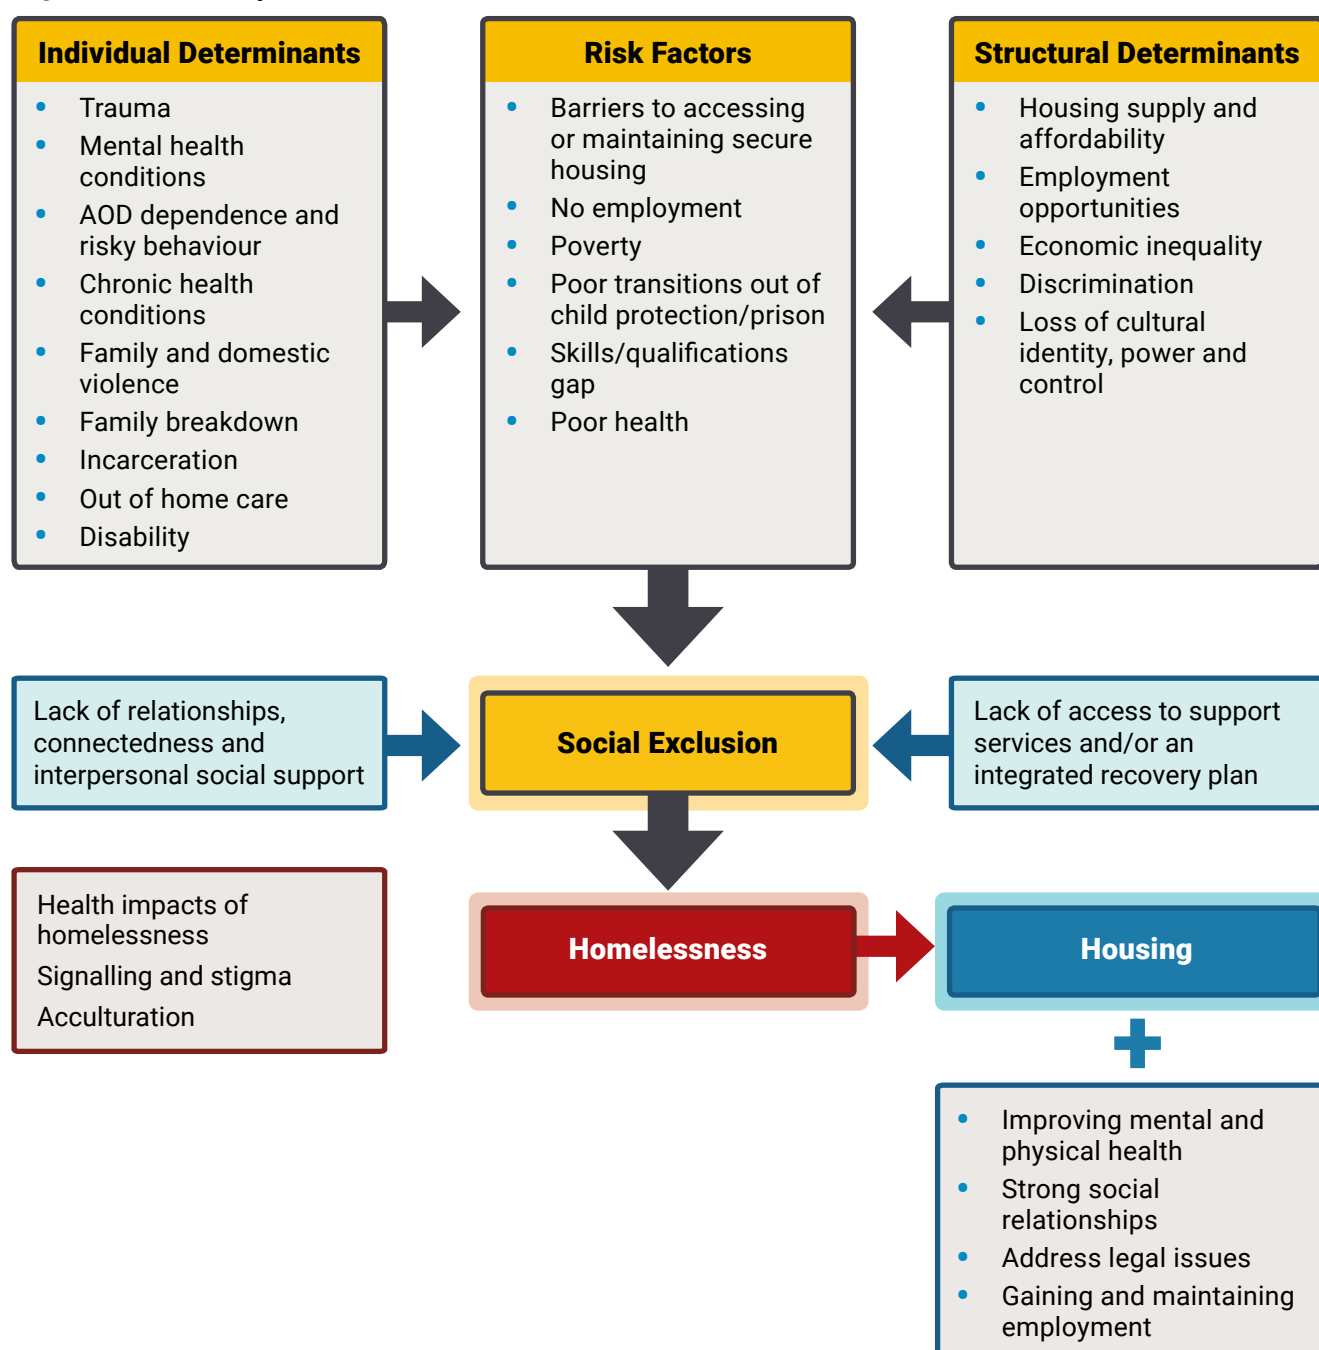 Individual Determinants
• Trauma
• Mental health
conditions
• AOD dependence and
risky behaviour
• Chronic health
conditions
• Family and domestic
violence
• Family breakdown
• Incarceration
• Out of home care
• Disability
Risk Factors
• Barriers to accessing
or maintaining secure
housing
• No employment
• Poverty
• Poor transitions out of
child protection/prison
• Skills/qualifications
gap
• Poor health
Structural Determinants
• Housing supply and
affordability
• Employment
opportunities
• Economic inequality
• Discrimination
• Loss of cultural
identity, power and
control
Lack of relationships,
connectedness and
interpersonal social support
Social Exclusion
Lack of access to support
services and/or an
integrated recovery plan
Health impacts of
homelessness
Signalling and stigma
Acculturation
Homelessness
Housing
• Improving mental and
physical health
• Strong social
relationships
• Address legal issues
• Gaining and maintaining
employment